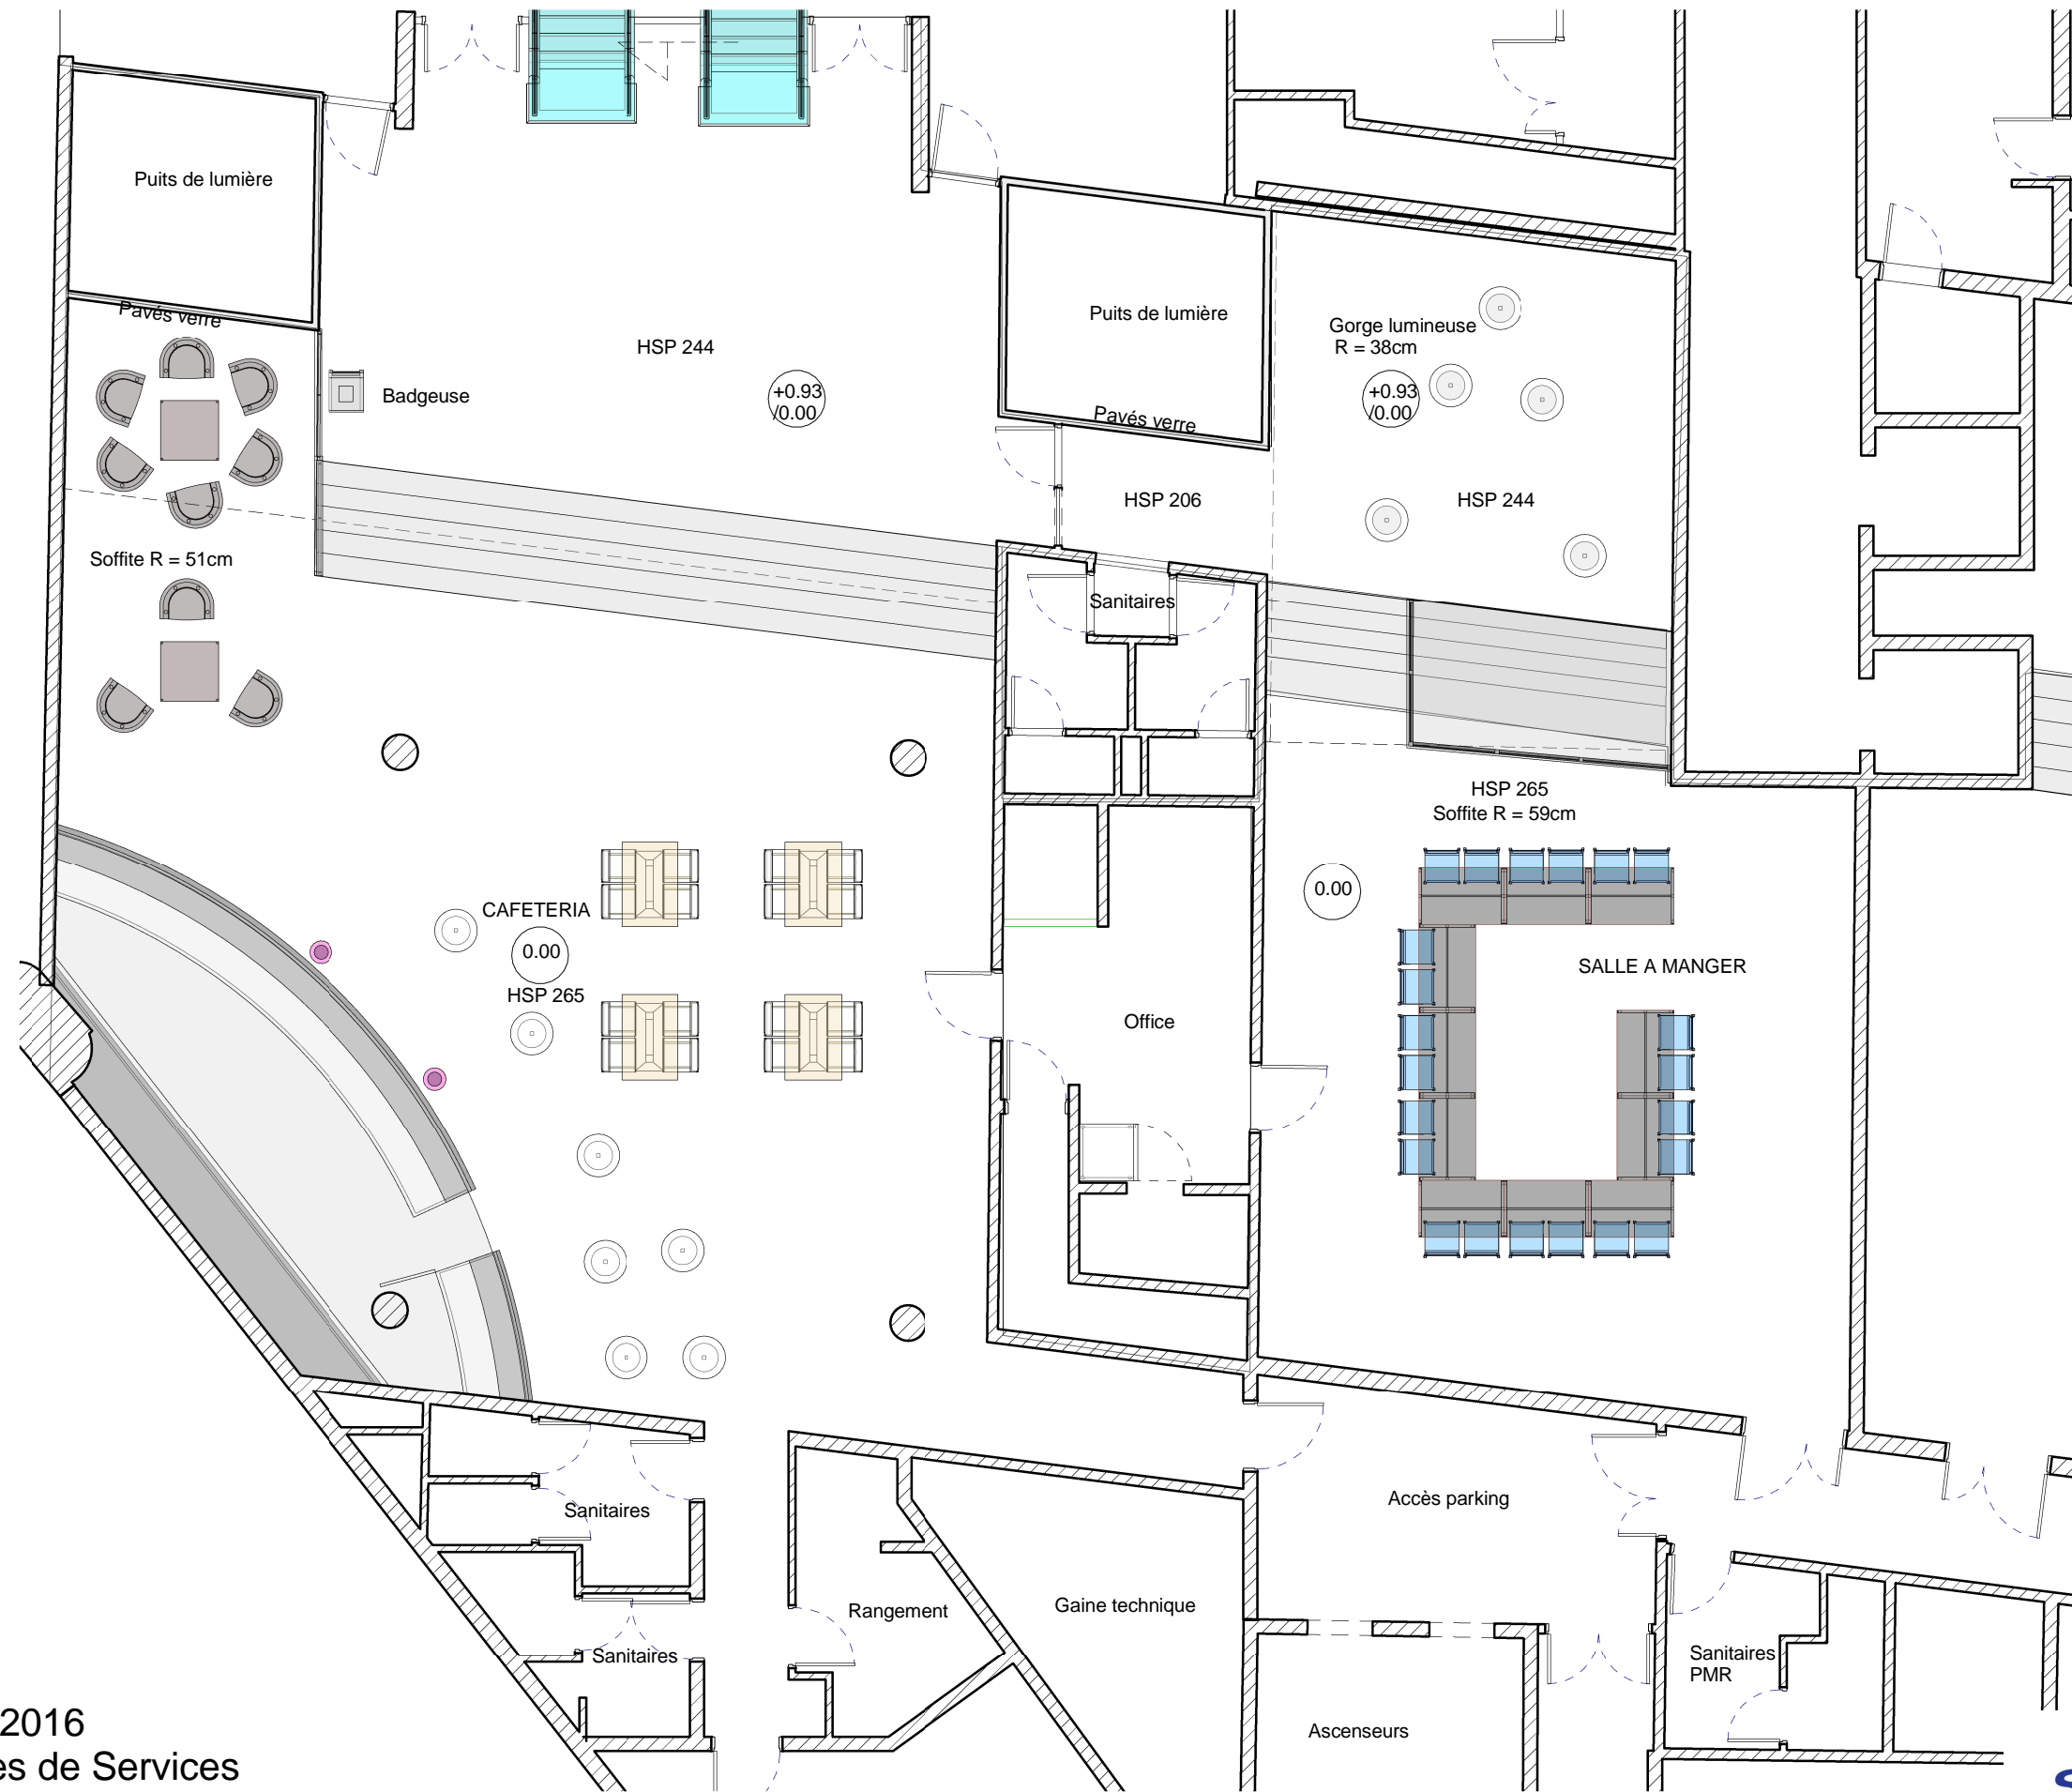 Puits de lumière
Pavés verre
HSP 244
Badgeuse
+0.93
/0.00
Puits de lumière
Pavés verre
Gorge lumineuse
R = 38cm
+0.93
/0.00
HSP 206
HSP 244
Soffite R = 51cm
Sanitaires
HSP 265
Soffite R = 59cm
0.00
CAFETERIA
0.00
HSP 265
SALLE A MANGER
Office
Sanitaires
Accès parking
Rangement
Gaine technique
Sanitaires
Sanitaires
PMR
Ascenseurs
2016
es de Services